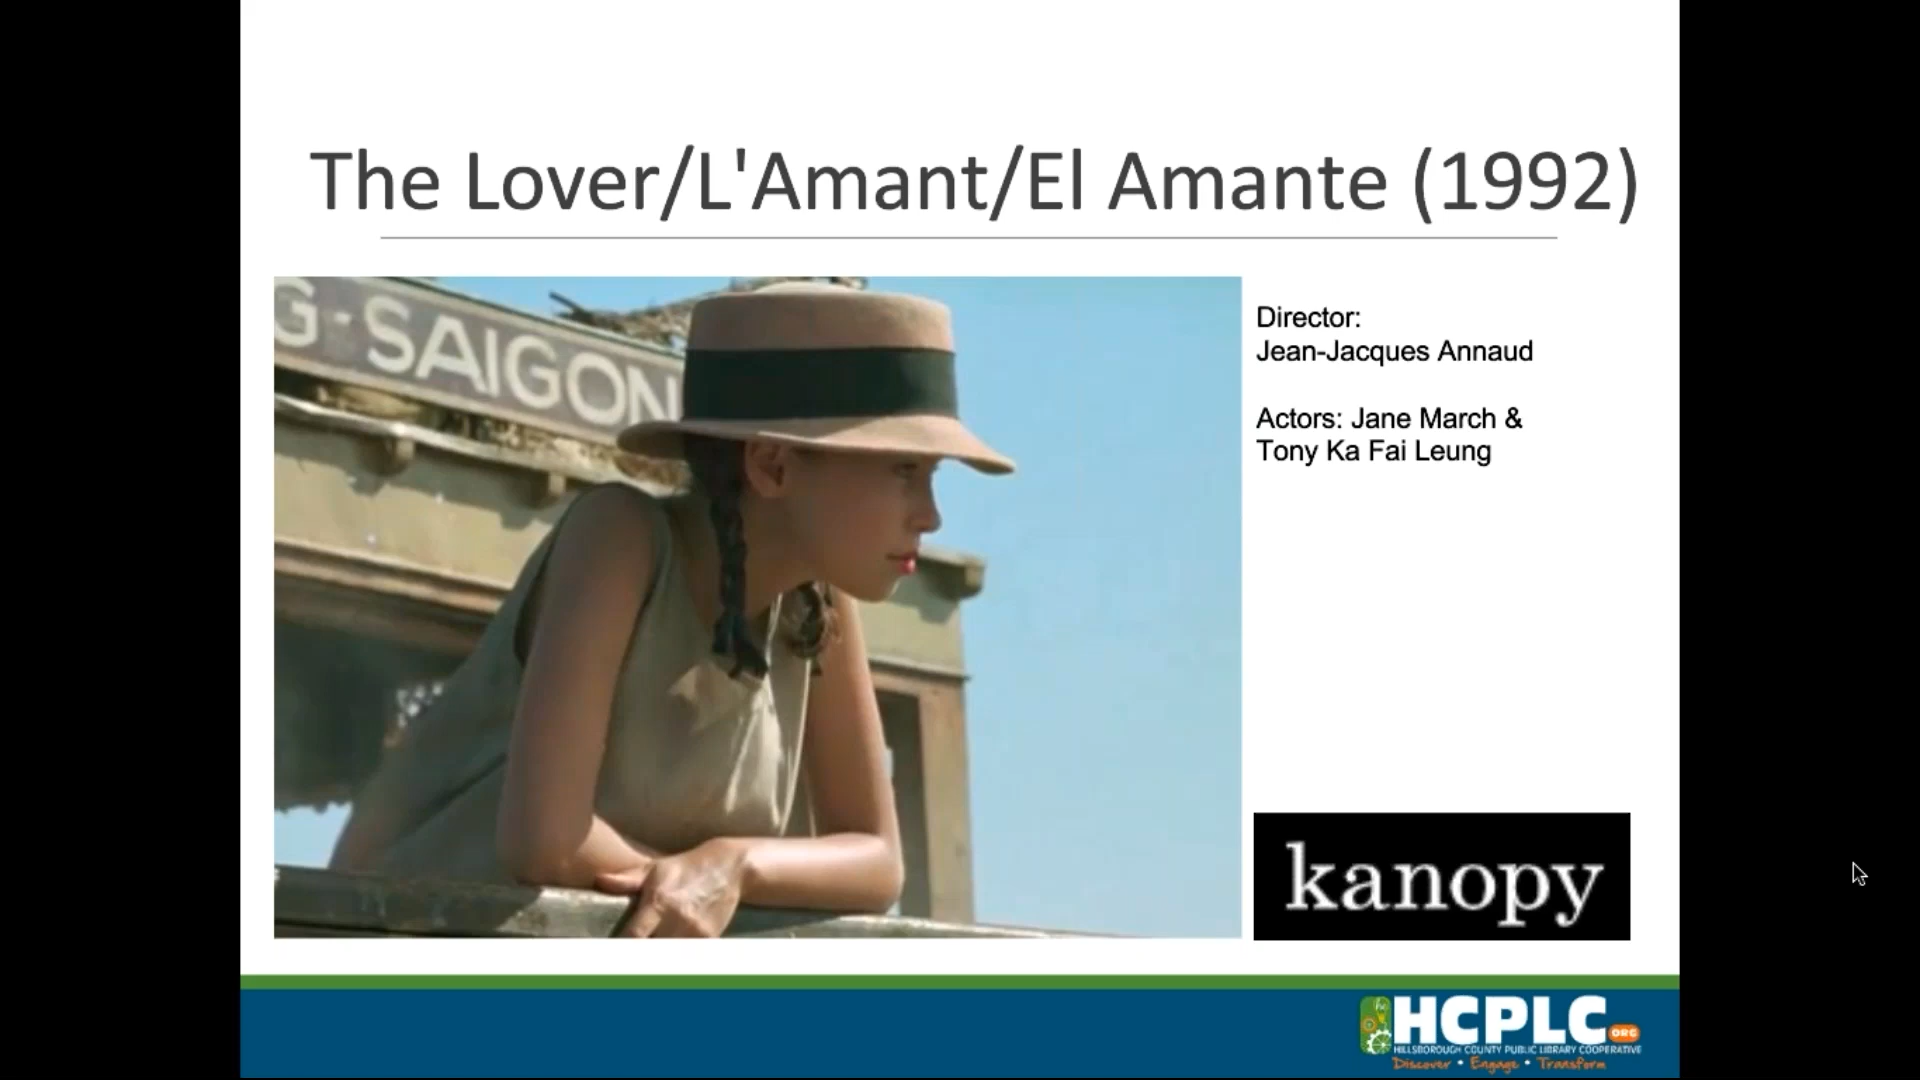 The Lover/L'Amant/El Amante (1992)
G-SAIGON
Director:
Jean-Jacques Annaud
Actors: Jane March &
Tony Ka Fai Leung
kanopy
HCPLC.ORG
HILLSBOROUGH COUNTY PUBLIC LIBRARY COOPERATIVE
Discover • Engage • Transform